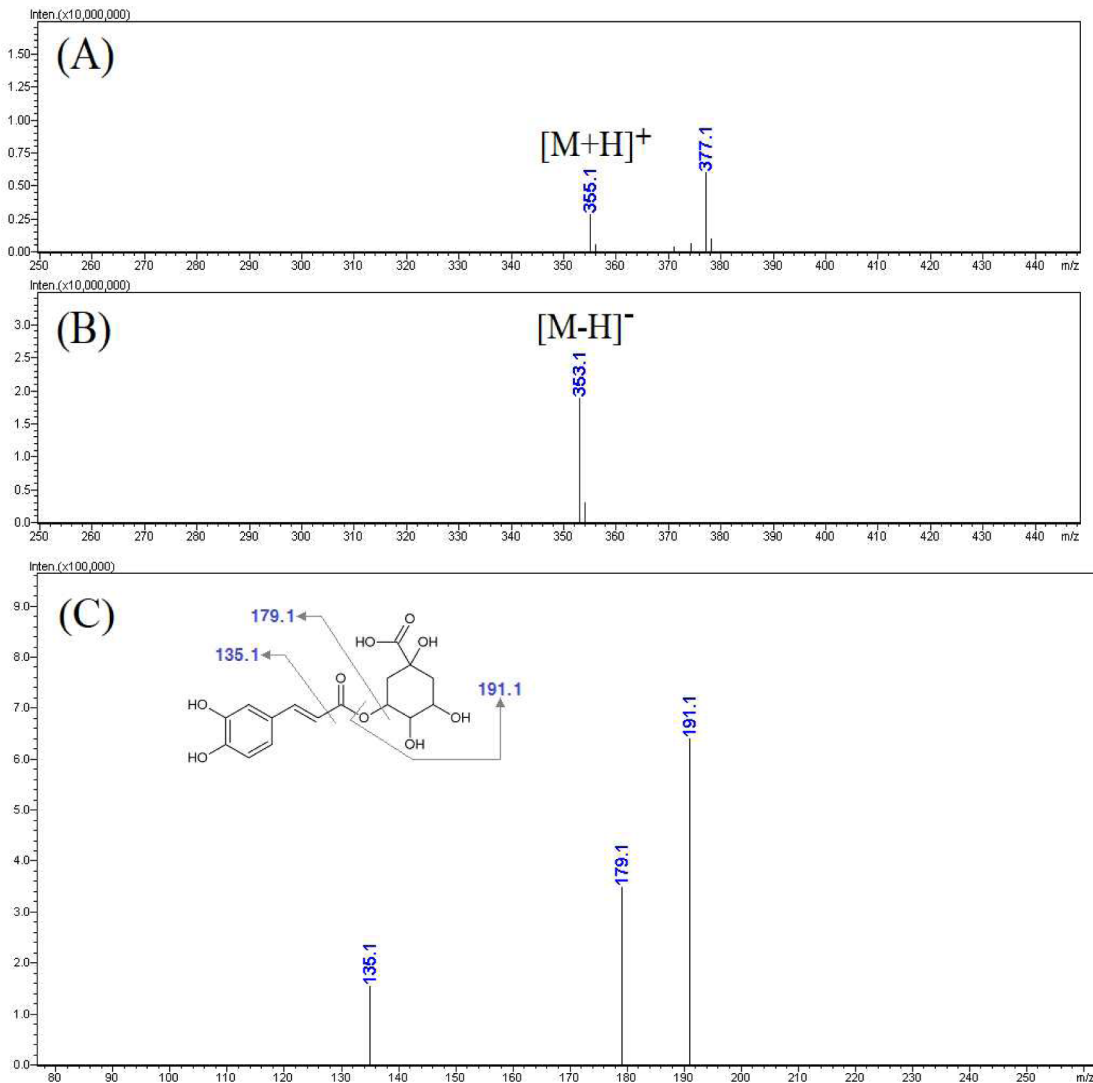 Inten.(x10,000,000)
(A)
1.50
1.25
1.00
0.75
0.50
0.25
0.00
[M+H]+
355.1
377.1
250 260 270 280 290 300 310 320 330 340 350 360 370 380 390 400 410 420 430 440 m/z
Inten.(x10,000,000)
(B)
3.0
2.5
2.0
1.5
1.0
0.5
0.0
[M-H]-
353.1
250 260 270 280 290 300 310 320 330 340 350 360 370 380 390 400 410 420 430 440 m/z
Inten.(x100,000)
(C)
9.0
8.0
7.0
6.0
5.0
4.0
3.0
2.0
1.0
0.0
179.1
O
HO OH
135.1
O
191.1
HO
O OH
OH
HO
191.1
179.1
135.1
80 90 100 110 120 130 140 150 160 170 180 190 200 210 220 230 240 250 m/z